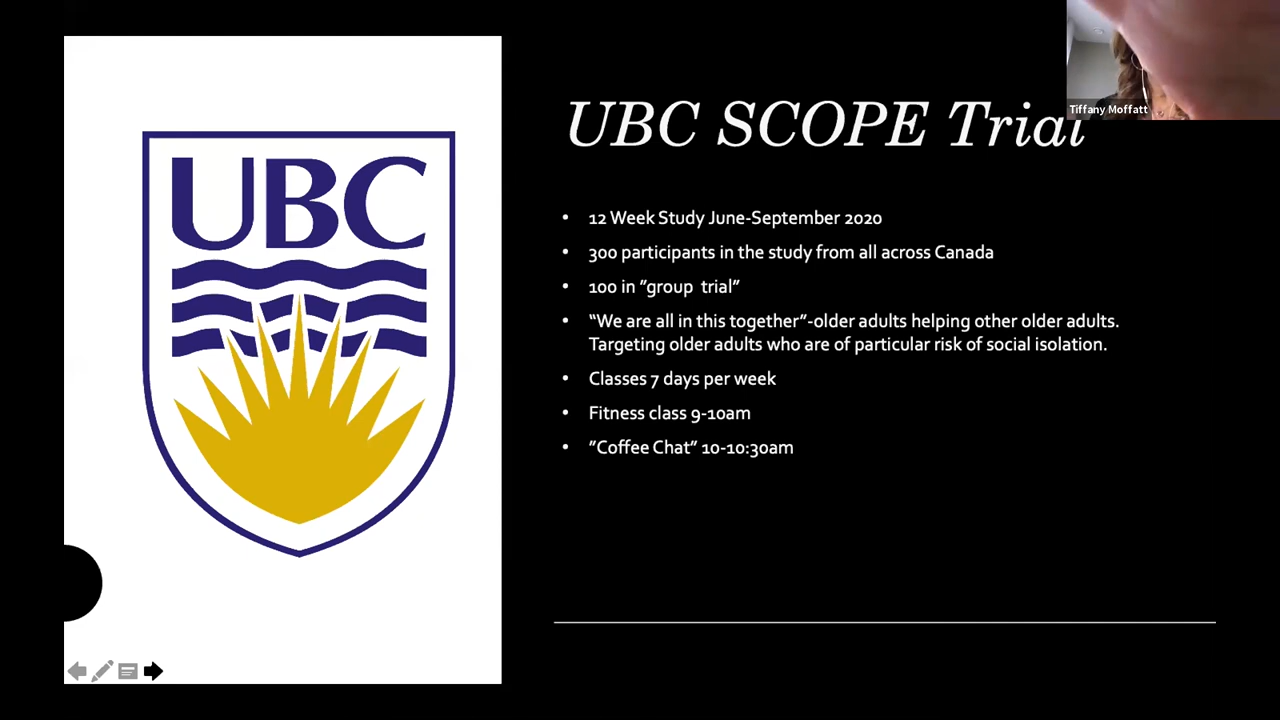 UBC
UBC SCOPE Trial
Tiffany Moffatt
• 12 Week Study June-September 2020
• 300 participants in the study from all across Canada
• 100 in ”group trial”
• “We are all in this together”-older adults helping other older adults.
Targeting older adults who are of particular risk of social isolation.
• Classes 7 days per week
• Fitness class 9-10am
• ”Coffee Chat” 10-10:30am